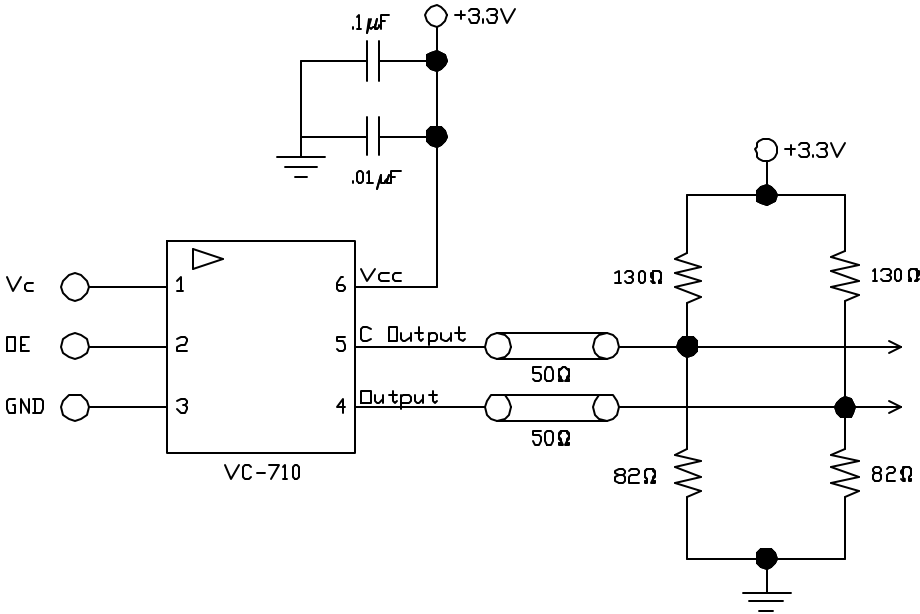 .1µF
+3.3V
.01µF
+3.3V
130Ω
130Ω
Vc
1
6
Vcc
OE
2
5
C Output
50Ω
GND
3
4
Output
50Ω
VC-710
82Ω
82Ω